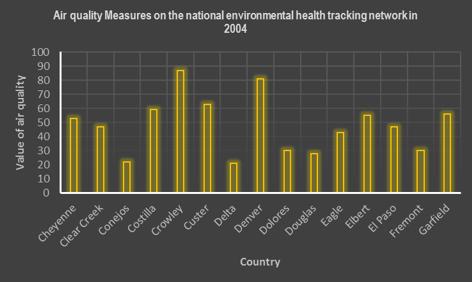 Air quality Measures on the national environmental health tracking network in
2004
Value of air quality
100
90
80
70
60
50
40
30
20
10
0
Cheyenne
Clear Creek
Conejos
Costilla
Crowley
Custer
Delta
Denver
Dolores
Douglas
Eagle
Elbert
El Paso
Fremont
Garfield
Country